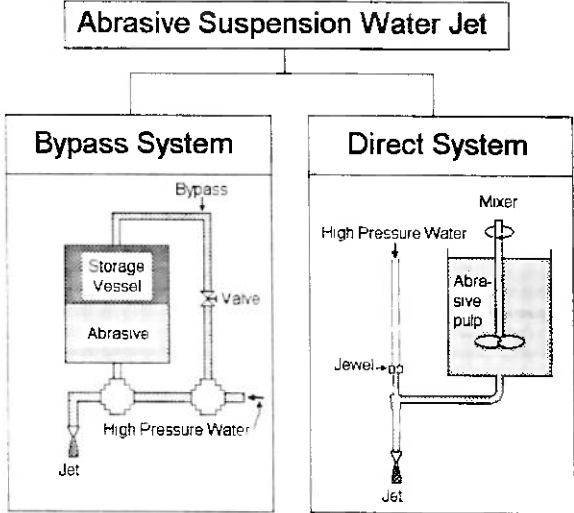 Abrasive Suspension Water Jet
Bypass System
Bypass
Storage
Vessel
Valve
Abrasive
High Pressure Water
Jet
Direct System
Mixer
High Pressure Water
Abra-
sive
pulp
Jewel
Jet